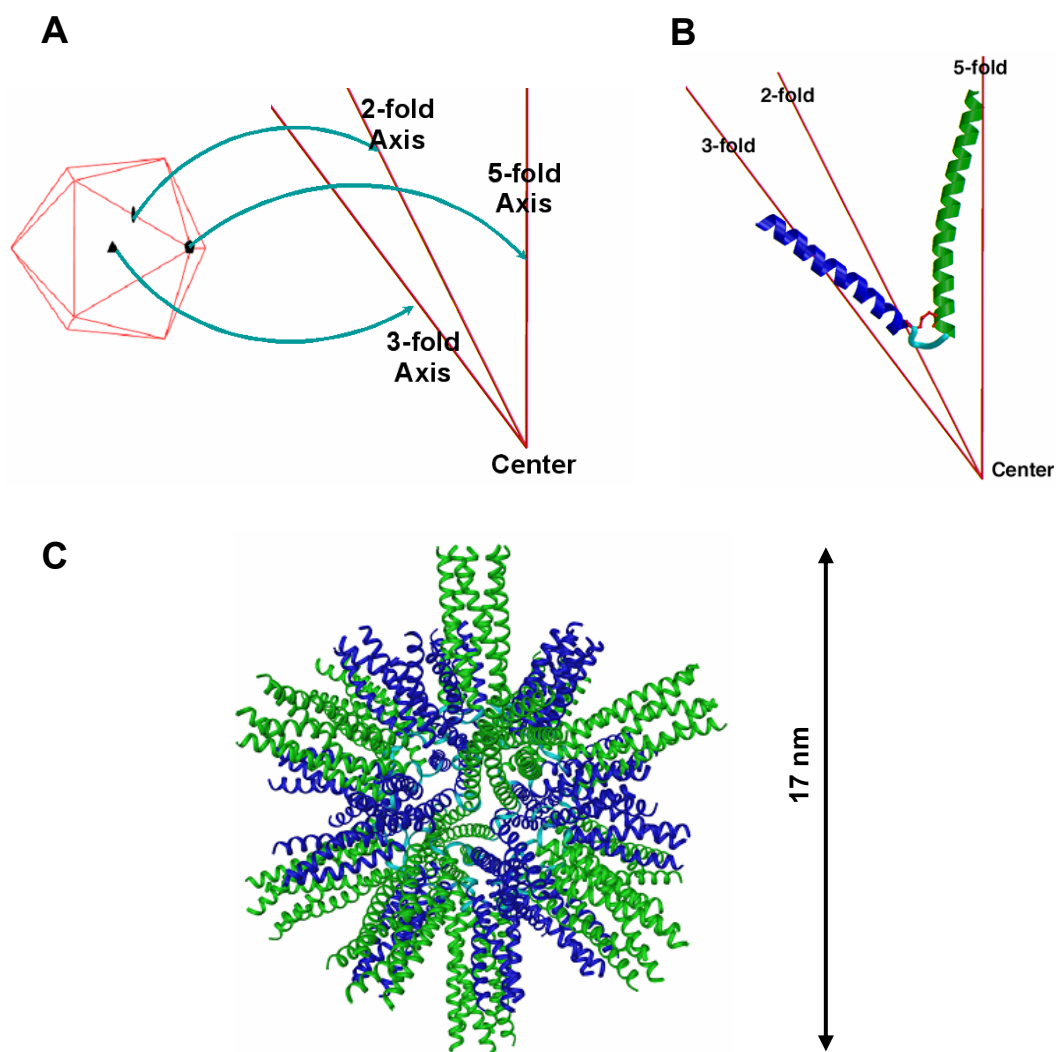 A
2-fold
Axis
5-fold
Axis
3-fold
Axis
Center
B
5-fold
2-fold
3-fold
Center
C
17 nm